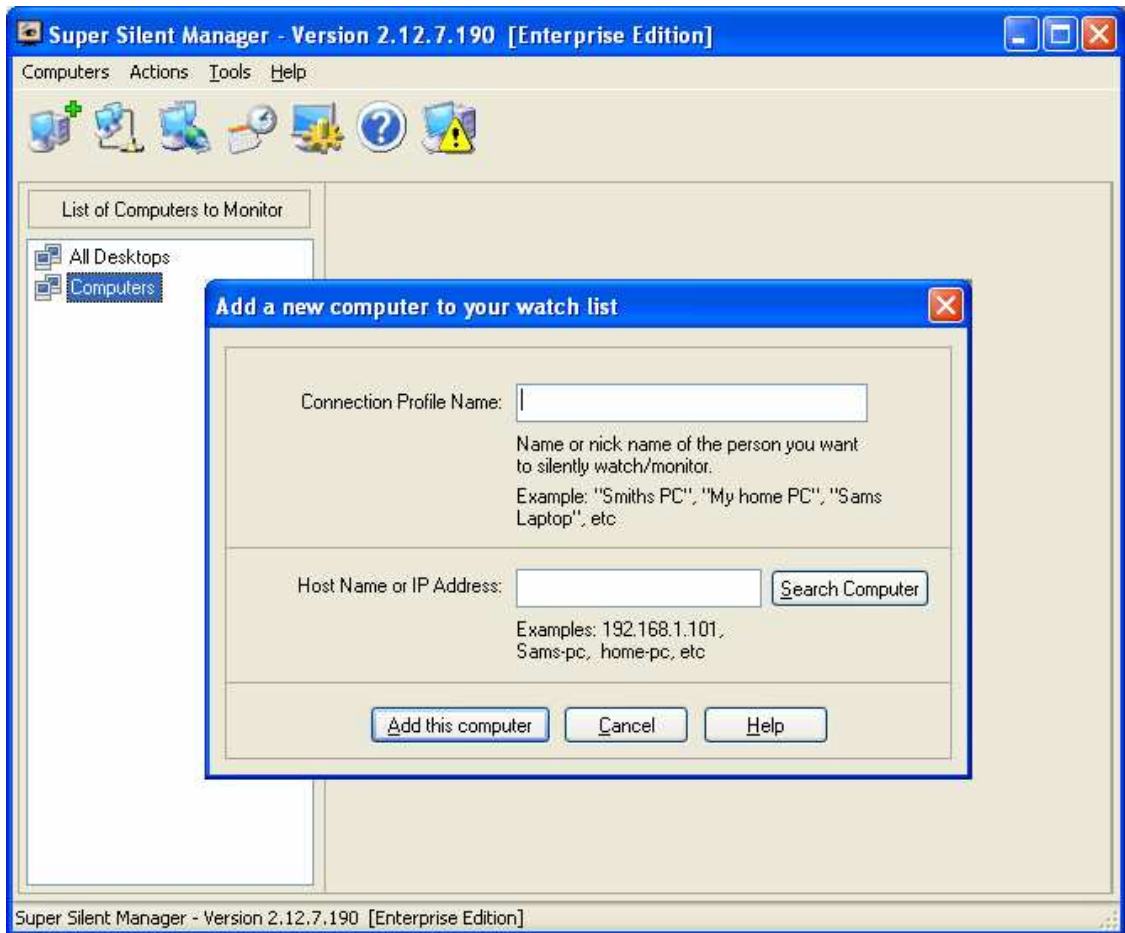 Super Silent Manager - Version 2.12.7.190 [Enterprise Edition]
Computers Actions Tools Help
List of Computers to Monitor
All Desktops
Computers
Add a new computer to your watch list
Connection Profile Name:
Name or nick name of the person you want
to silently watch/monitor.
Example: "Smiths PC", "My home PC", "Sams
Laptop", etc
Host Name or IP Address:
Search Computer
Examples: 192.168.1.101,
Sams-pc, home-pc, etc
Add this computer Cancel Help
Super Silent Manager - Version 2.12.7.190 [Enterprise Edition]